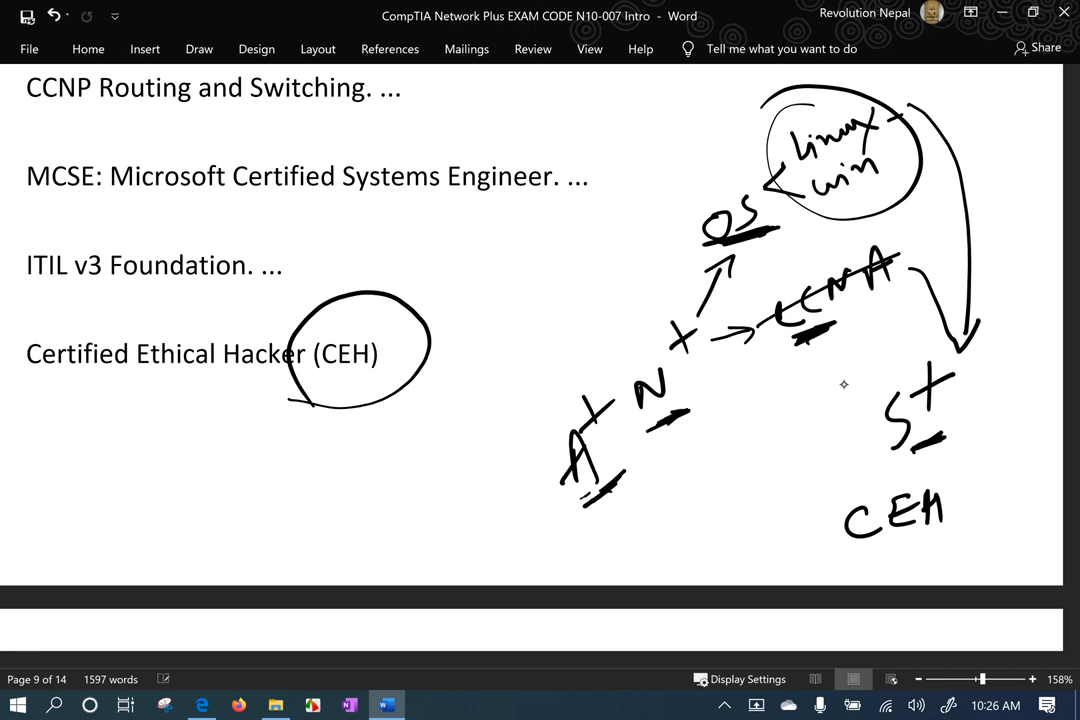 CompTIA Network Plus EXAM CODE N10-007 Intro - Word
Revolution Nepal
File Home Insert Draw Design Layout References Mailings Review View Help Tell me what you want to do Share
CCNP Routing and Switching. ...
Linux
MCSE: Microsoft Certified Systems Engineer. ...
win
OS
ITIL v3 Foundation. ...
CCNA
Certified Ethical Hacker (CEH)
N+
A+
S+
CEH
Page 9 of 14 1597 words Display Settings 158%
10:26 AM